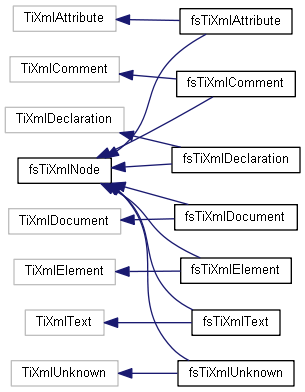 TiXmlAttribute
fsTiXmlAttribute
TiXmlComment
fsTiXmlComment
TiXmlDeclaration
fsTiXmlDeclaration
fsTiXmlNode
TiXmlDocument
fsTiXmlDocument
TiXmlElement
fsTiXmlElement
TiXmlText
fsTiXmlText
TiXmlUnknown
fsTiXmlUnknown